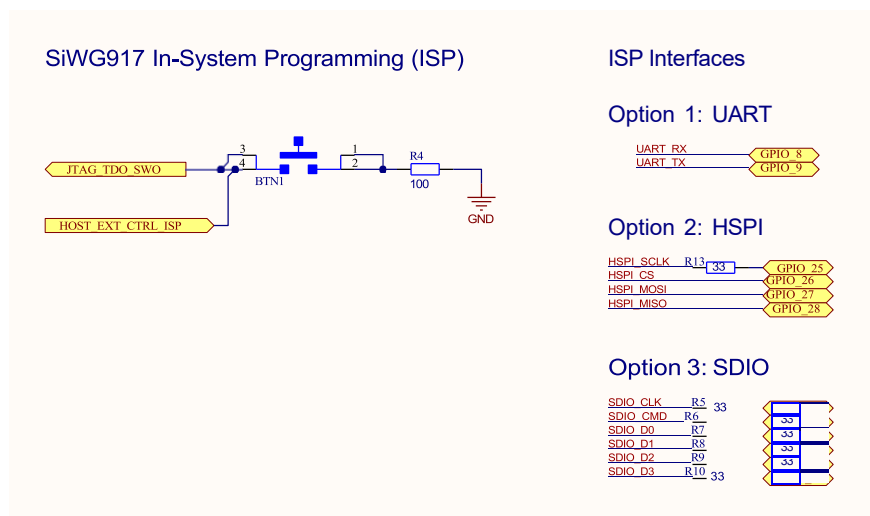 SiWG917 In-System Programming (ISP)
JTAG_TDO_SWO
HOST_EXT_CTRL_ISP
3
4
BTN1
1
2
R4
100
GND
ISP Interfaces
Option 1: UART
UART_RX GPIO_8
UART_TX GPIO_9
Option 2: HSPI
HSPI_SCLK R13 33 GPIO_25
HSPI_CS GPIO_26
HSPI_MOSI GPIO_27
HSPI_MISO GPIO_28
Option 3: SDIO
SDIO_CLK R5 33
SDIO_CMD R6 33
SDIO_D0 R7 33
SDIO_D1 R8 33
SDIO_D2 R9 33
SDIO_D3 R10 33